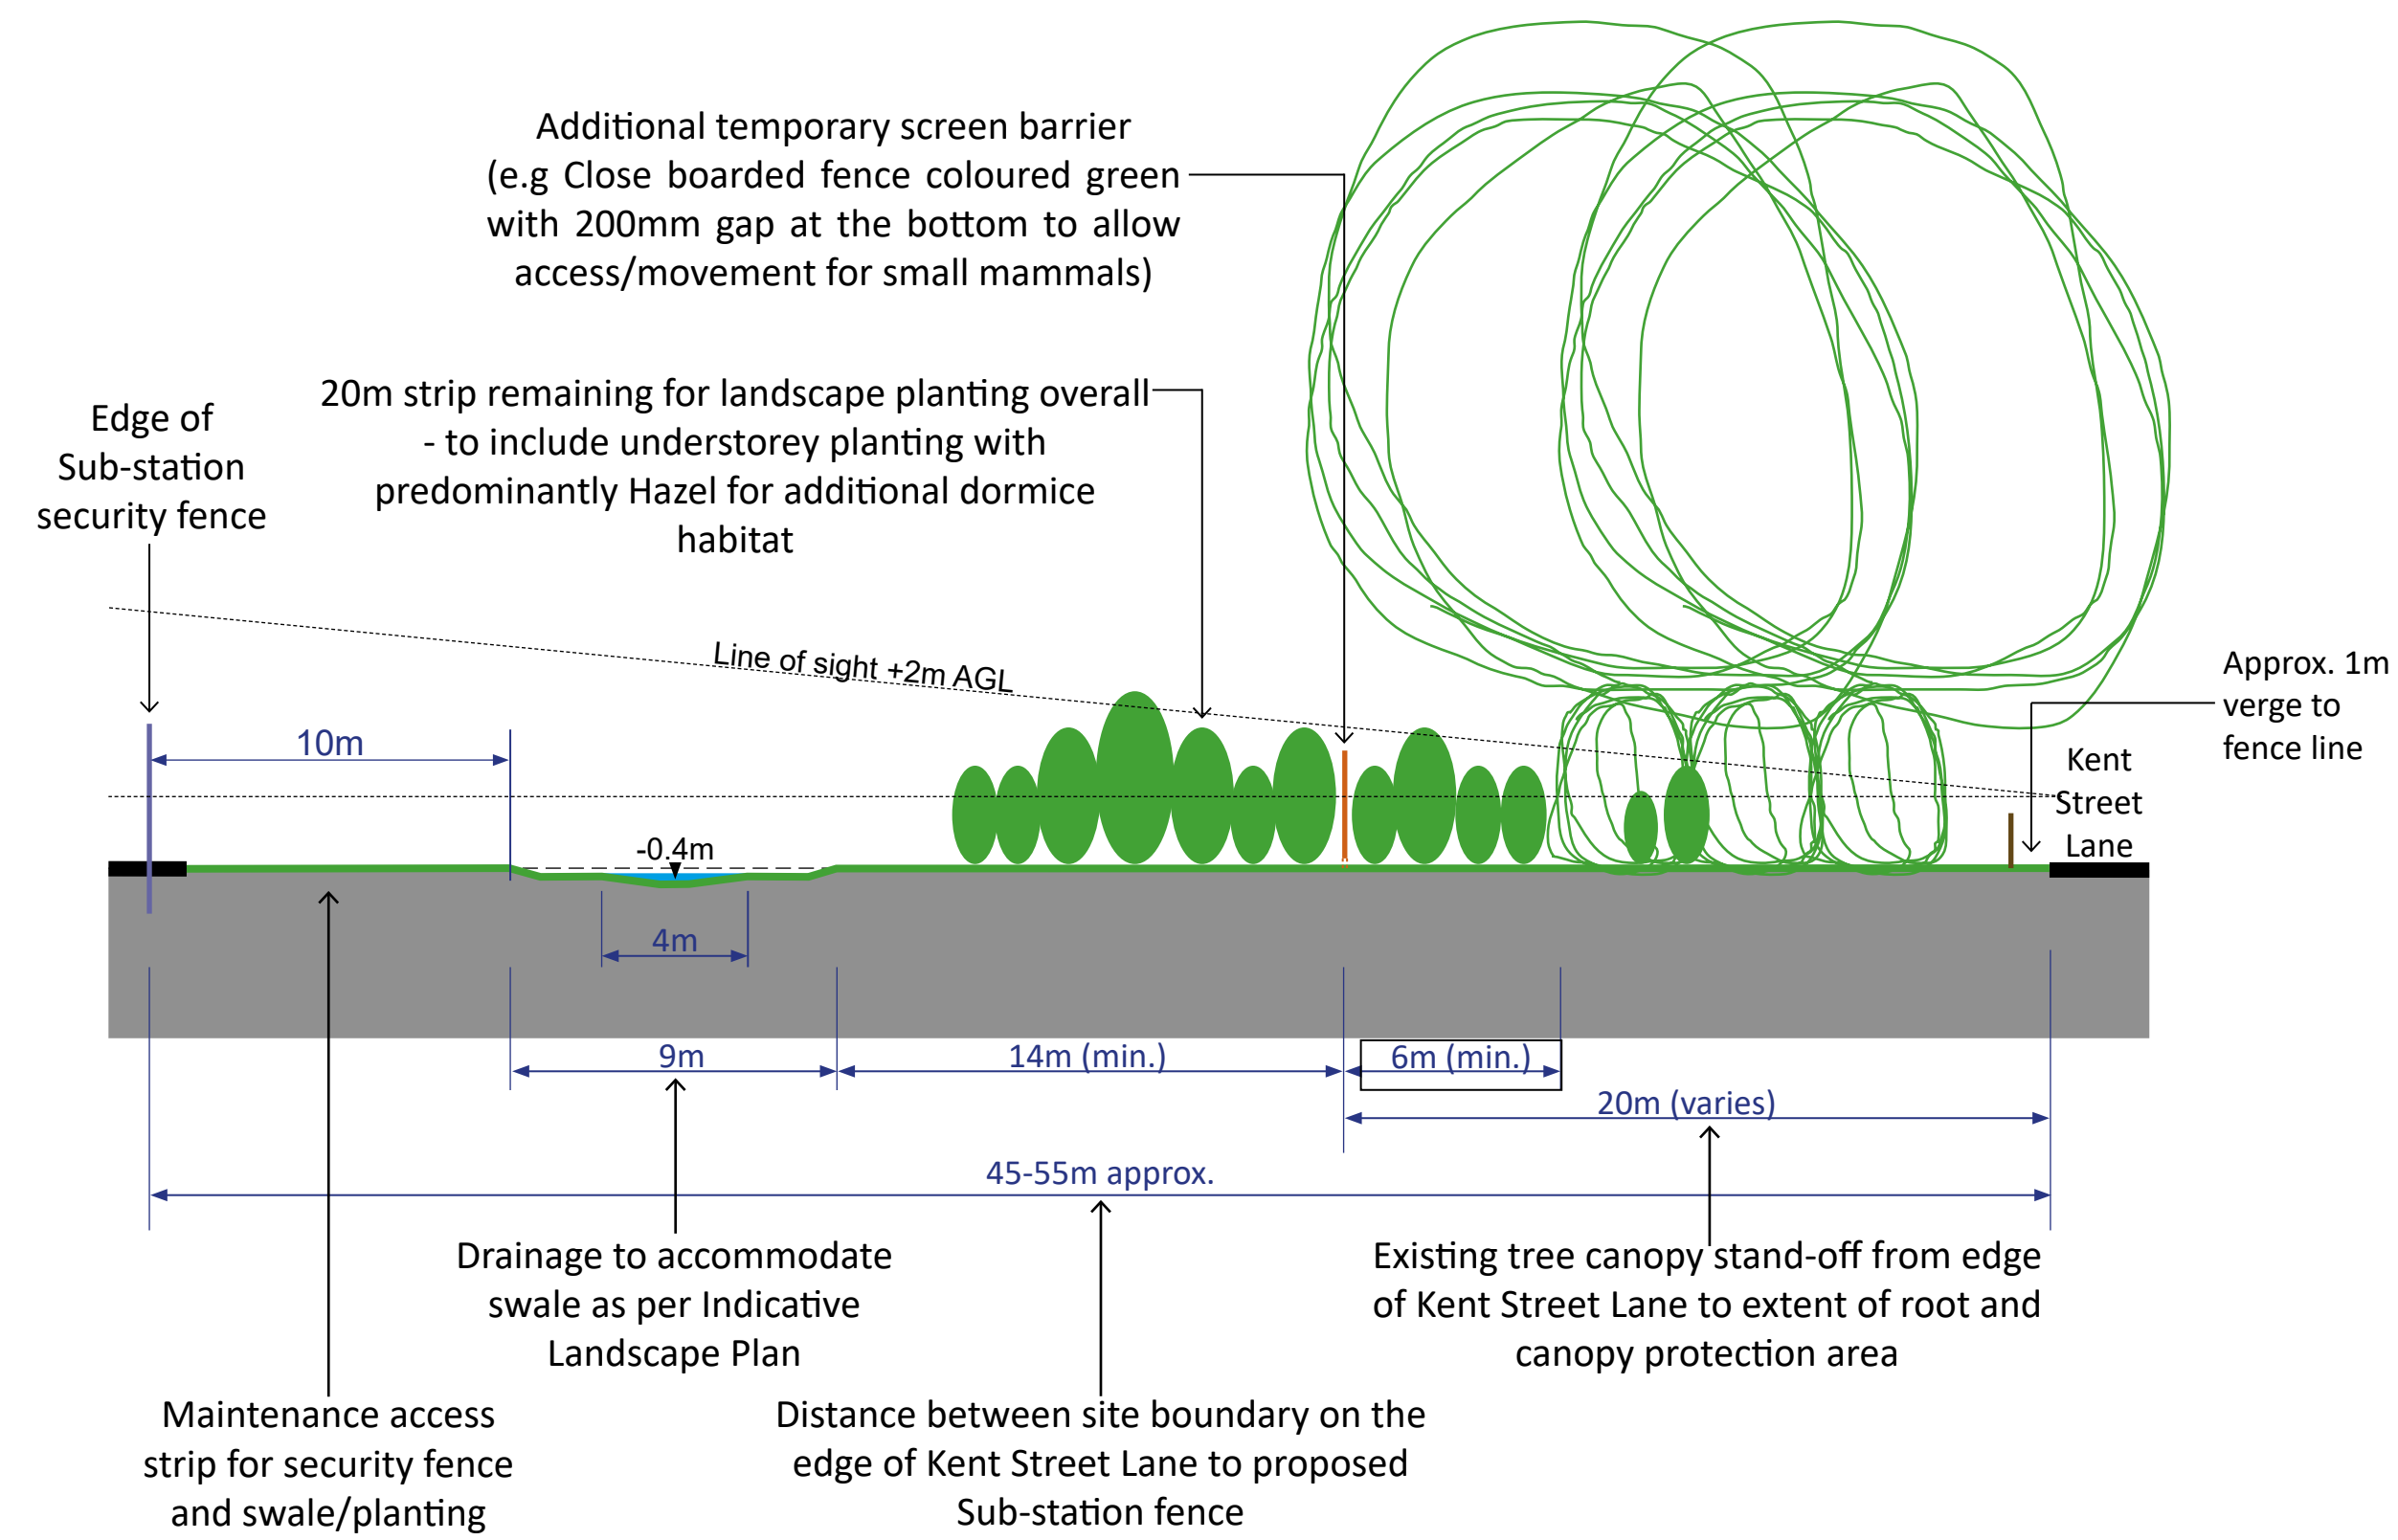 Additional temporary screen barrier
(e.g Close boarded fence coloured green
with 200mm gap at the bottom to allow
access/movement for small mammals)
20m strip remaining for landscape planting overall
- to include understorey planting with
predominantly Hazel for additional dormice
habitat
Edge of
Sub-station
security fence
Line of sight +2m AGL
Approx. 1m
verge to
fence line
Kent
Street
Lane
10m
-0.4m
4m
9m
14m (min.)
6m (min.)
20m (varies)
45-55m approx.
Drainage to accommodate
swale as per Indicative
Landscape Plan
Existing tree canopy stand-off from edge
of Kent Street Lane to extent of root and
canopy protection area
Maintenance access
strip for security fence
and swale/planting
Distance between site boundary on the
edge of Kent Street Lane to proposed
Sub-station fence